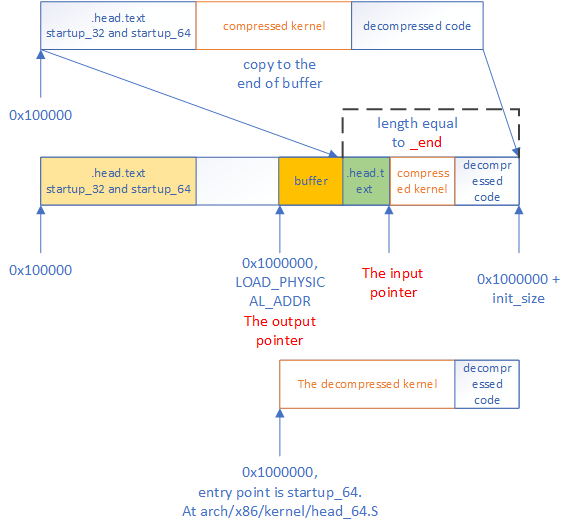 .head.text
startup_32 and startup_64
compressed kernel
decompressed code
copy to the
end of buffer
0x100000
length equal
to _end
.head.text
startup_32 and startup_64
buffer
.head.t
ext
compress
ed kernel
decompr
essed
code
0x100000
0x1000000,
LOAD_PHYSIC
AL_ADDR
The output
pointer
The input
pointer
0x1000000 +
init_size
The decompressed kernel
decompr
essed
code
0x1000000,
entry point is startup_64.
At arch/x86/kernel/head_64.S